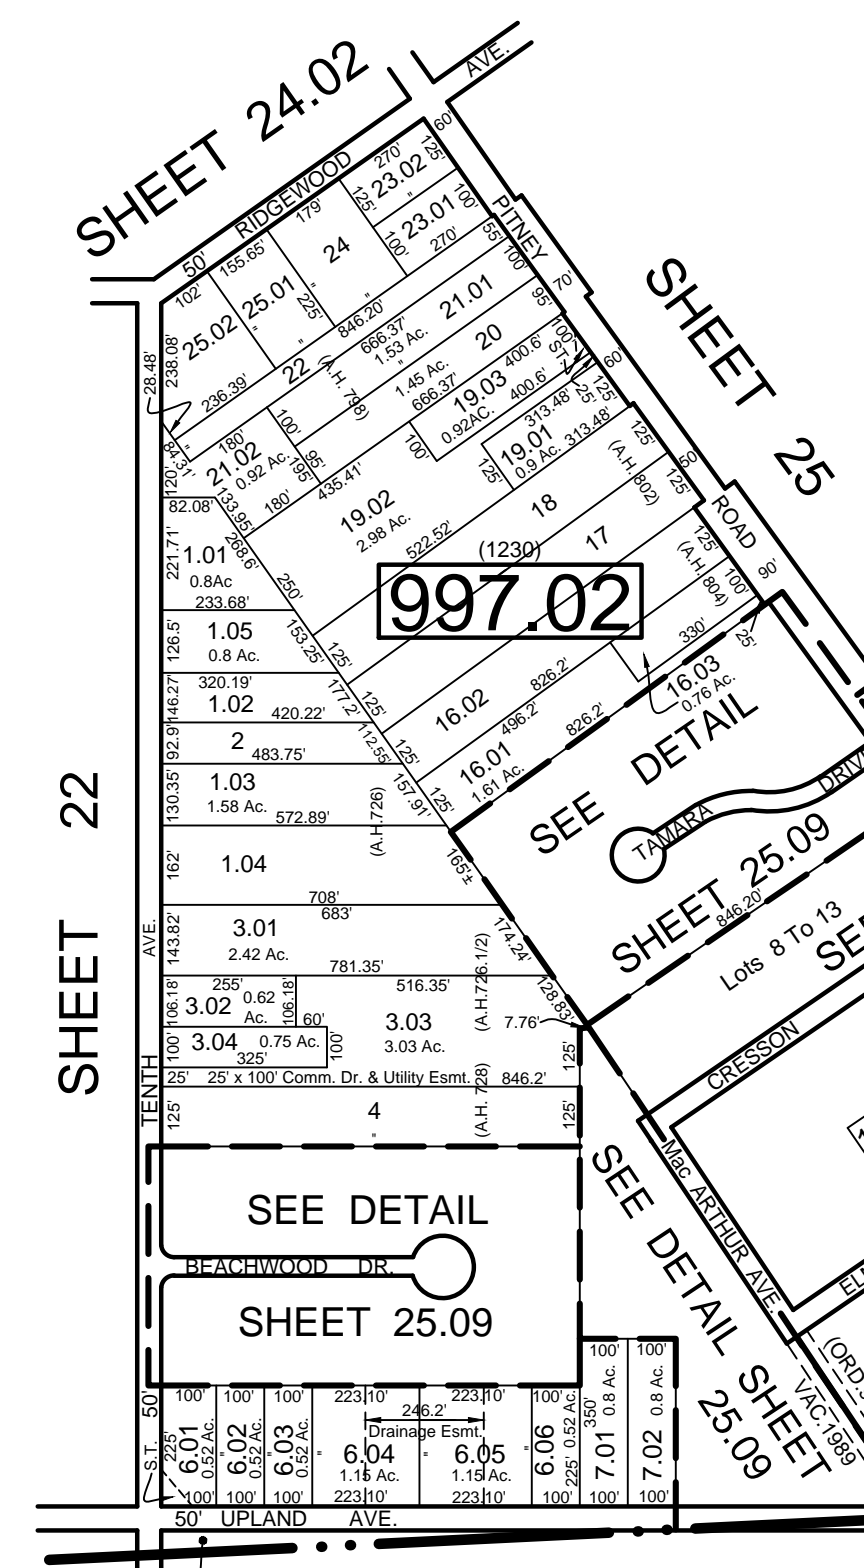 AVE.
SHEET 24.02
60'
RIDGEWOOD
270'
125'
23.02
"
125'
100'
23.01
100'
270'
179'
24
"
50'
155.65'
102'
25.01
"
225'
"
25.02
238.08'
28.48'
PITNEY
55'
100'
95'
70'
SHEET 25
846.20'
21.01
666.37'
1.53 Ac.
20
22
(A.H. 798)
1.45 Ac.
666.37'
236.39'
100'
S.T.
25'
60'
125'
400.6'
19.03
400.6'
0.92AC.
100'
84.31'
180'
100'
21.02
0.92 Ac.
95'
195'
120'
82.08'
133.95'
180'
435.41'
313.48'
19.01
313.48'
0.9 Ac.
125'
125'
(A.H. 802)
50'
125'
19.02
2.98 Ac.
522.52'
18
17
(1230)
997.02
ROAD
125'
100'
(A.H. 804)
90'
221.71'
1.01
0.8Ac
233.68'
268.6'
250'
126.5'
1.05
0.8 Ac.
153.25'
125'
330'
25'
16.03
0.76 Ac.
146.27'
320.19'
1.02
420.22'
177.2'
125'
16.02
826.2'
496.2'
826.2'
92.9'
2
483.75'
112.55'
125'
16.01
1.61 Ac.
130.35'
1.03
1.58 Ac.
572.89'
157.91'
125'
(A.H.726)
SEE DETAIL
TAMARA
DRIV
SHEET 25.09
846.20'
SHEET 22
162'
1.04
708'
165'±
683'
143.82'
3.01
2.42 Ac.
781.35'
174.24'
(A.H.726.1/2)
Lots 8 To 13
SE
AVE.
106.18'
255'
3.02
0.62
Ac.
106.18'
60'
516.35'
3.03
3.03 Ac.
128.83'
7.76'
100'
3.04
0.75 Ac.
325'
100'
125'
CRESSON
25'
25' x 100' Comm. Dr. & Utility Esmt.
846.2'
TENTH
125'
4
"
(A.H. 728)
125'
Mac ARTHUR AVE.
SEE DETAIL SHEET
25.09
SEE DETAIL
BEACHWOOD DR.
SHEET 25.09
EL
(ORD.
VAC.1989
50'
S.T.
100'
225'
6.01
0.52 Ac.
100'
100'
"
6.02
0.52 Ac.
100'
100'
"
6.03
0.52 Ac.
100'
223.10'
"
6.04
1.15 Ac.
223.10'
246.2'
Drainage Esmt.
223.10'
"
6.05
1.15 Ac.
223.10'
100'
"
6.06
0.52 Ac.
225'
100'
100'
350'
7.01
0.8 Ac.
100'
100'
7.02
0.8 Ac.
100'
50' UPLAND AVE.